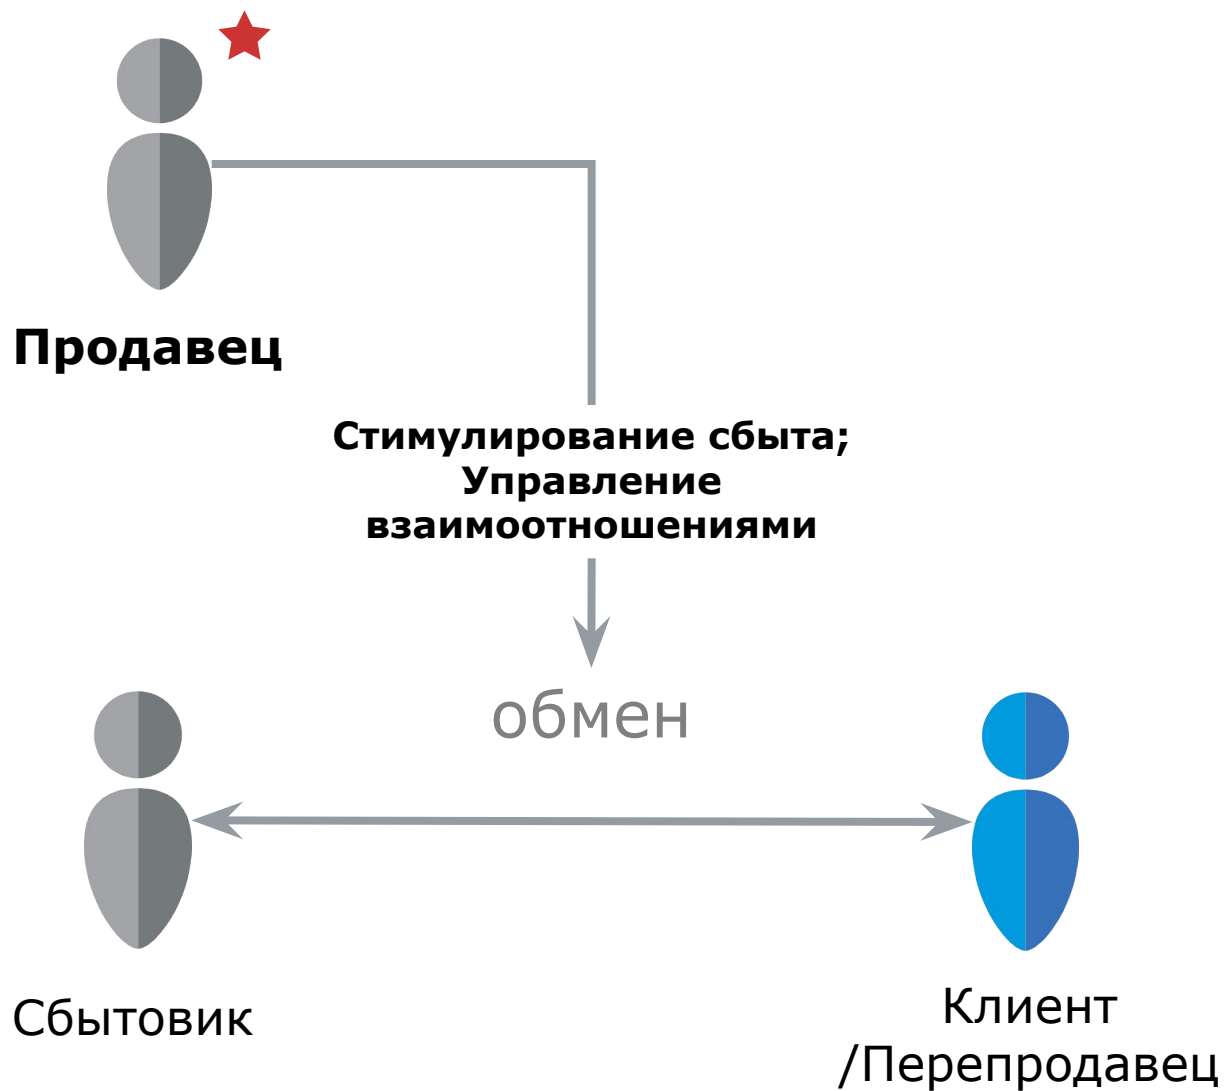 Продавец
Стимулирование сбыта;
Управление
взаимоотношениями
обмен
Сбытовик
Клиент
/Перепродавец